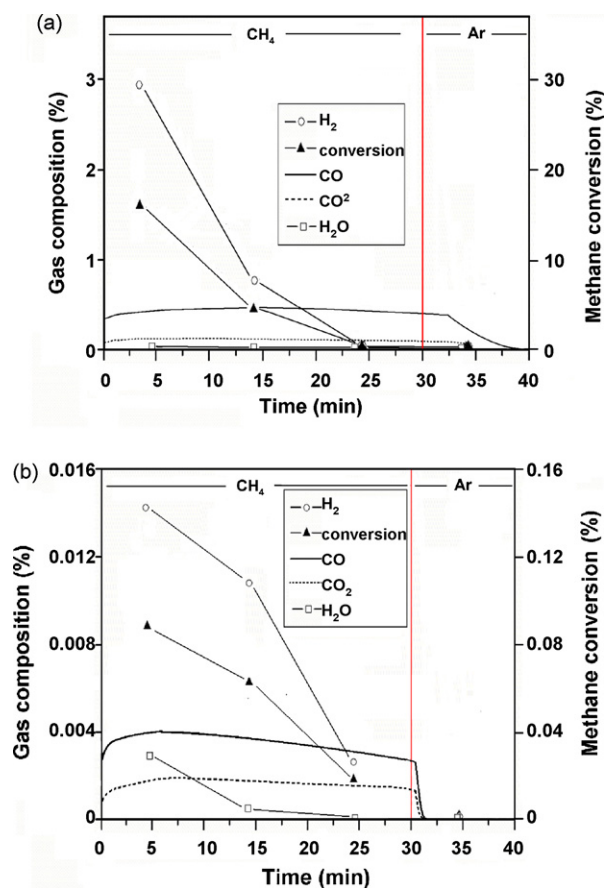 (a)
CH₄
Ar
Gas composition (%)
Methane conversion (%)
3
2
1
0
30
20
10
0
H₂
conversion
CO
CO²
H₂O
0 5 10 15 20 25 30 35 40
Time (min)
(b)
CH₄
Ar
Gas composition (%)
Methane conversion (%)
0.016
0.012
0.008
0.004
0
0.16
0.12
0.08
0.04
0
H₂
conversion
CO
CO₂
H₂O
0 5 10 15 20 25 30 35 40
Time (min)